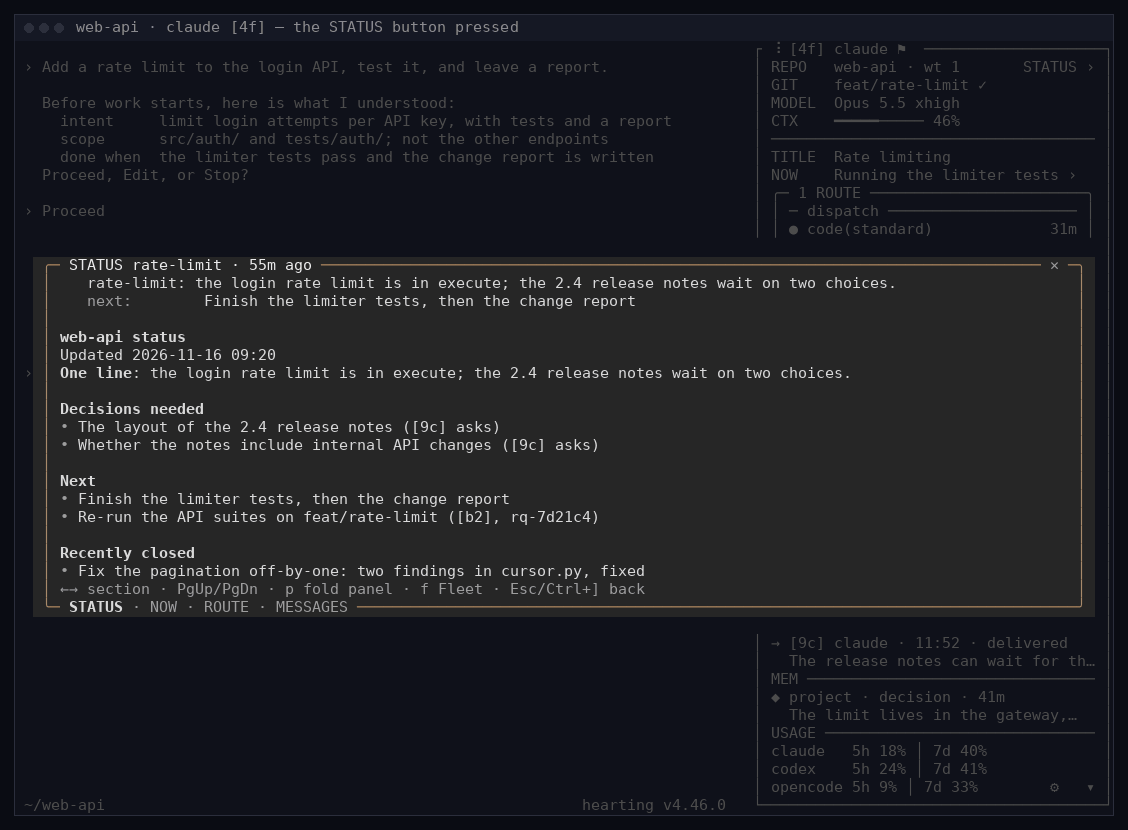 web-api · claude [4f] — the STATUS button pressed
› Add a rate limit to the login API, test it, and leave a report.
Before work starts, here is what I understood:
intent     limit login attempts per API key, with tests and a report
scope      src/auth/ and tests/auth/; not the other endpoints
done when  the limiter tests pass and the change report is written
Proceed, Edit, or Stop?
› Proceed
⠸ [4f] claude ⚑
REPO   web-api · wt 1       STATUS ›
GIT    feat/rate-limit ✓
MODEL  Opus 5.5 xhigh
CTX    46%
TITLE  Rate limiting
NOW    Running the limiter tests ›
1 ROUTE
─ dispatch
● code(standard)             31m
STATUS rate-limit · 55m ago ×
rate-limit: the login rate limit is in execute; the 2.4 release notes wait on two choices.
next:        Finish the limiter tests, then the change report
web-api status
Updated 2026-11-16 09:20
› One line: the login rate limit is in execute; the 2.4 release notes wait on two choices.
Decisions needed
• The layout of the 2.4 release notes ([9c] asks)
• Whether the notes include internal API changes ([9c] asks)
Next
• Finish the limiter tests, then the change report
• Re-run the API suites on feat/rate-limit ([b2], rq-7d21c4)
Recently closed
• Fix the pagination off-by-one: two findings in cursor.py, fixed
←→ section · PgUp/PgDn · p fold panel · f Fleet · Esc/Ctrl+] back
STATUS · NOW · ROUTE · MESSAGES
→ [9c] claude · 11:52 · delivered
The release notes can wait for th…
MEM
◆ project · decision · 41m
The limit lives in the gateway,…
USAGE
claude   5h 18% │ 7d 40%
codex    5h 24% │ 7d 41%
opencode 5h 9% │ 7d 33%        ⚙   ▾
~/web-api
hearting v4.46.0